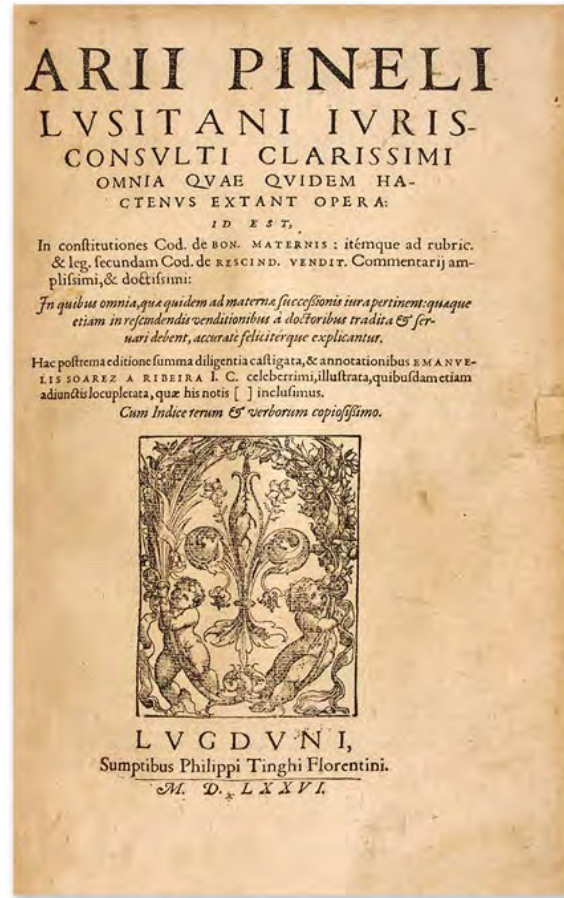 ARII PINELI
LVSITANI IVRIS-
CONSVLTI CLARISSIMI
OMNIA QVAE QVIDEM HA-
CTENVS EXTANT OPERA:
ID EST,
In conſtitutiones Cod. de BON. MATERNIS : itémque ad rubric.
& leg. ſecundam Cod. de RESCIND. VENDIT. Commentarij am-
pliſſimi, & doctiſſimi:
In quibus omnia, quæ quidem ad maternæ ſucceßionis iura pertinent: quæque
etiam in reſcindendis venditionibus à doctoribus tradita & ſer-
uari debent, accuratè feliciterque explicantur.
Hac poſtrema editione ſumma diligentia caſtigata, & annotationibus EMANVE-
LIS SOAREZ A RIBEIRA I. C. celeberrimi, illuſtrata, quibuſdam etiam
adiunctis locupletata, quæ his notis [ ] incluſimus.
Cum Indice rerum & verborum copioſißimo.
LVGDVNI,
Sumptibus Philippi Tinghi Florentini.
M. D. LXXVI.